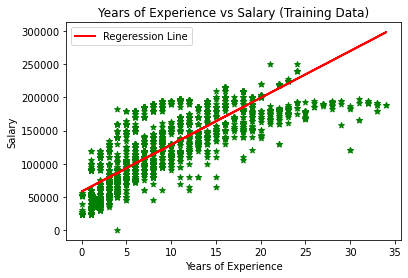 Years of Experience vs Salary (Training Data)
Regeression Line
300000
250000
200000
150000
100000
50000
0
Salary
0 5 10 15 20 25 30 35
Years of Experience